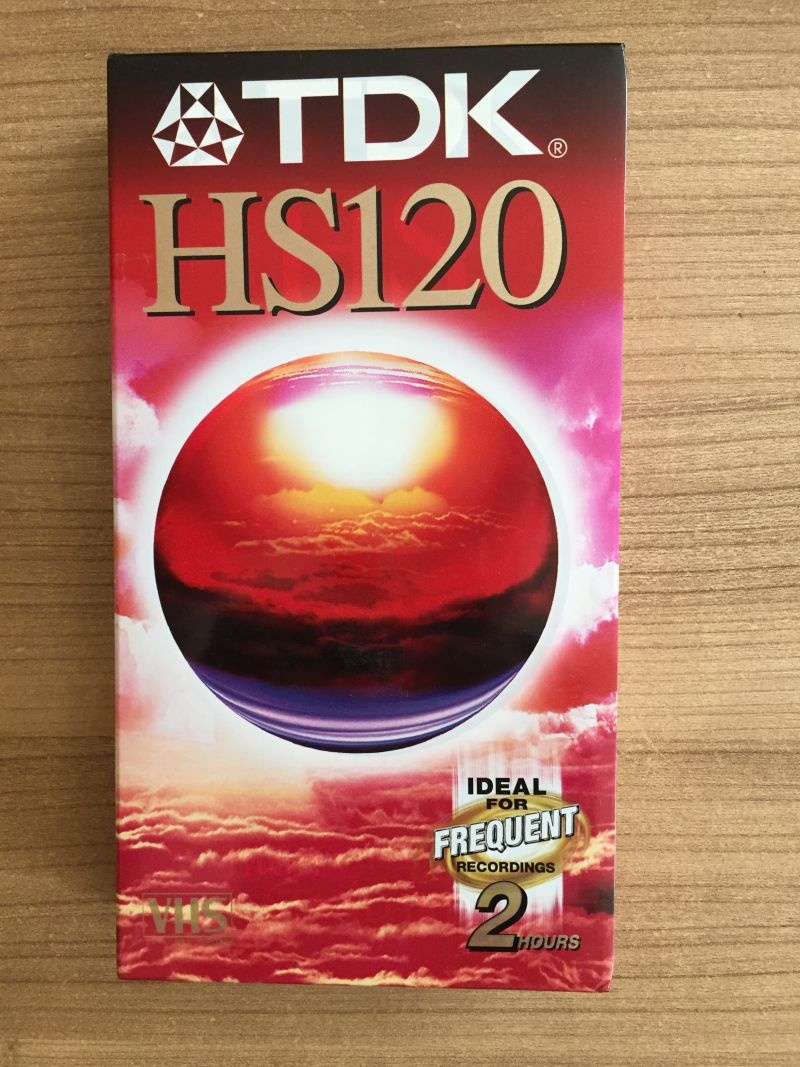 TDK®
HS120
IDEAL
FOR
FREQUENT
RECORDINGS
2 HOURS
VHS